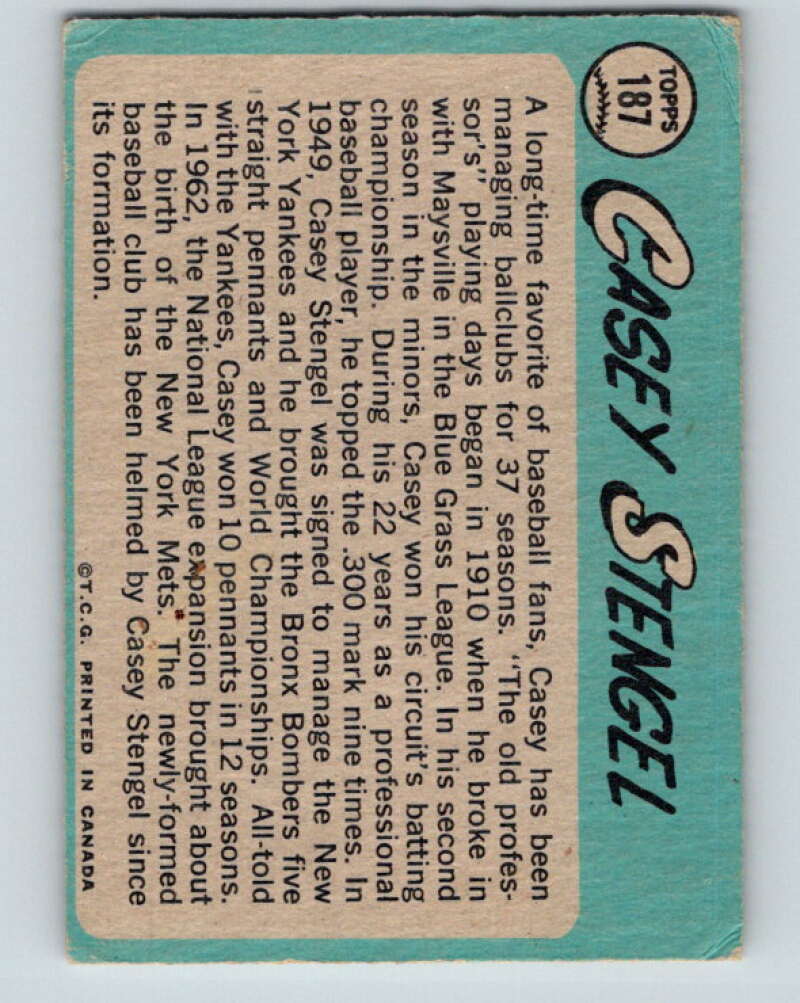 TOPPS
187
CASEY STENGEL
A long-time favorite of baseball fans, Casey has been
managing ballclubs for 37 seasons. "The old profes-
sor's" playing days began in 1910 when he broke in
with Maysville in the Blue Grass League. In his second
season in the minors, Casey won his circuit's batting
championship. During his 22 years as a professional
baseball player, he topped the .300 mark nine times. In
1949, Casey Stengel was signed to manage the New
York Yankees and he brought the Bronx Bombers five
straight pennants and World Championships. All-told
with the Yankees, Casey won 10 pennants in 12 seasons.
In 1962, the National League expansion brought about
the birth of the New York Mets. The newly-formed
baseball club has been helmed by Casey Stengel since
its formation.
©T.C.G. PRINTED IN CANADA